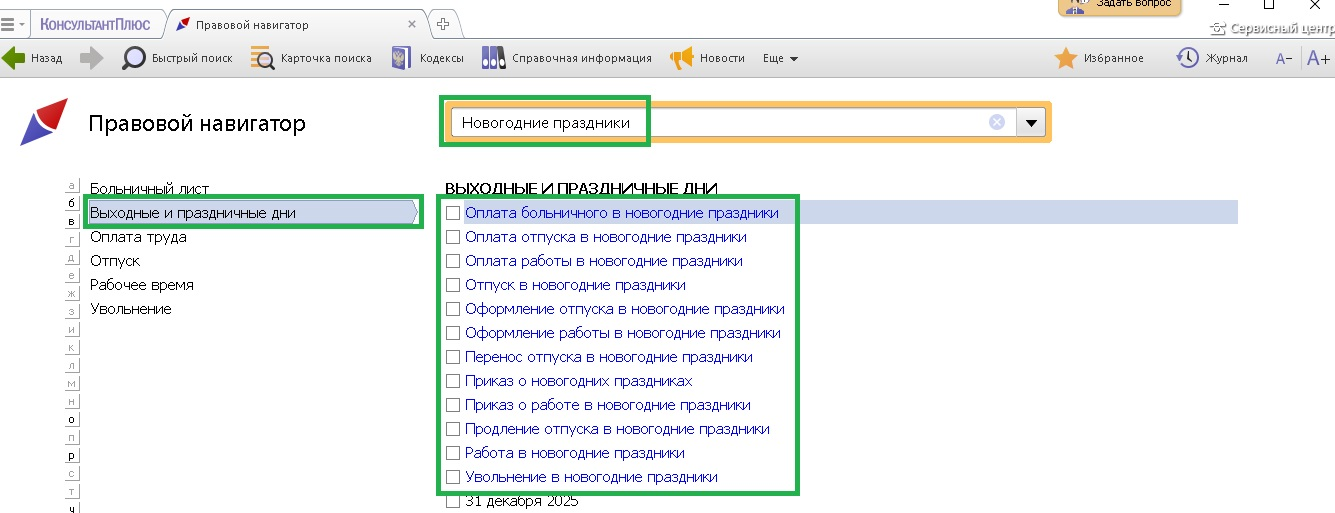 Задать вопрос
КонсультантПлюс
Правовой навигатор
Сервисный центр
Назад
Быстрый поиск
Карточка поиска
Кодексы
Справочная информация
Новости
Еще
Избранное
Журнал
A-
A+
Правовой навигатор
Новогодние праздники
а
б
в
г
д
е
ж
з
и
к
л
м
н
о
п
р
с
т
ч
Больничный лист
Выходные и праздничные дни
Оплата труда
Отпуск
Рабочее время
Увольнение
ВЫХОДНЫЕ И ПРАЗДНИЧНЫЕ ДНИ
Оплата больничного в новогодние праздники
Оплата отпуска в новогодние праздники
Оплата работы в новогодние праздники
Отпуск в новогодние праздники
Оформление отпуска в новогодние праздники
Оформление работы в новогодние праздники
Перенос отпуска в новогодние праздники
Приказ о новогодних праздниках
Приказ о работе в новогодние праздники
Продление отпуска в новогодние праздники
Работа в новогодние праздники
Увольнение в новогодние праздники
31 декабря 2025